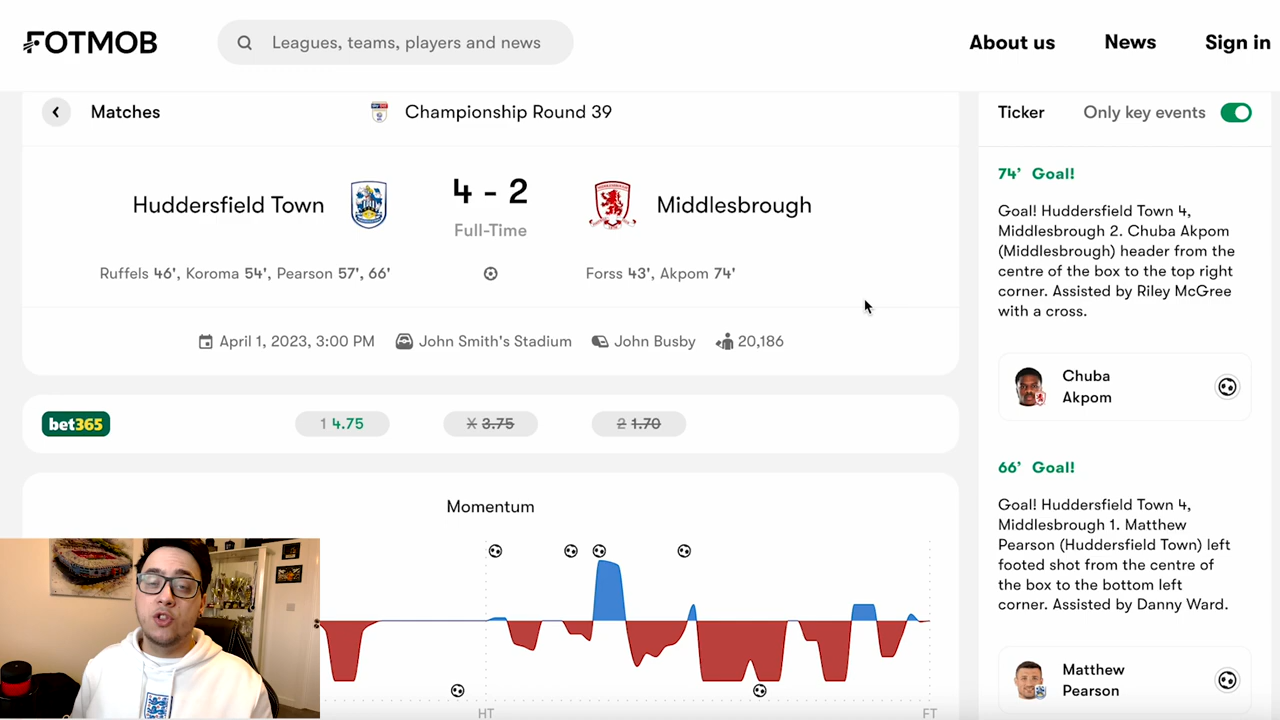 FOTMOB
Leagues, teams, players and news
About us
News
Sign in
Matches
Championship Round 39
Huddersfield Town
4 - 2
Full-Time
Middlesbrough
Ruffels 46', Koroma 54', Pearson 57', 66'
Forss 43', Akpom 74'
April 1, 2023, 3:00 PM
John Smith's Stadium
John Busby
20,186
bet365
1 4.75
X 3.75
2 1.70
Momentum
HT
FT
Ticker
Only key events
74’ Goal!
Goal! Huddersfield Town 4,
Middlesbrough 2. Chuba Akpom
(Middlesbrough) header from the
centre of the box to the top right
corner. Assisted by Riley McGree
with a cross.
Chuba
Akpom
66’ Goal!
Goal! Huddersfield Town 4,
Middlesbrough 1. Matthew
Pearson (Huddersfield Town) left
footed shot from the centre of
the box to the bottom left
corner. Assisted by Danny Ward.
Matthew
Pearson